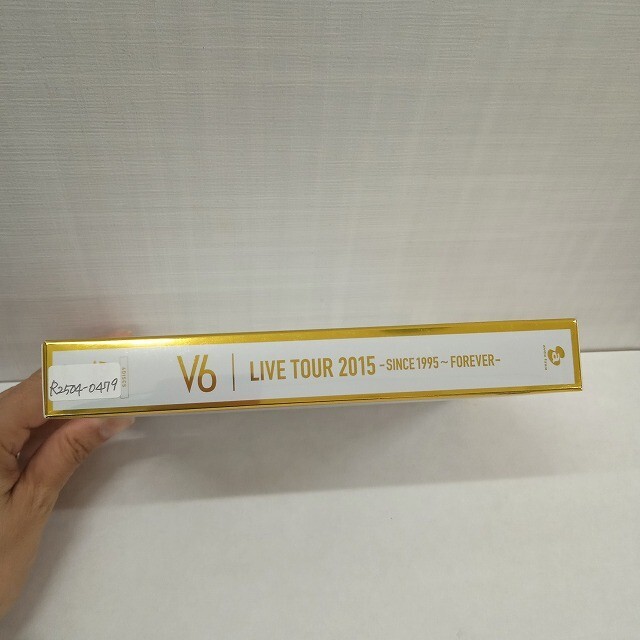 V6 | LIVE TOUR 2015 -SINCE 1995～FOREVER-
R2504-0479